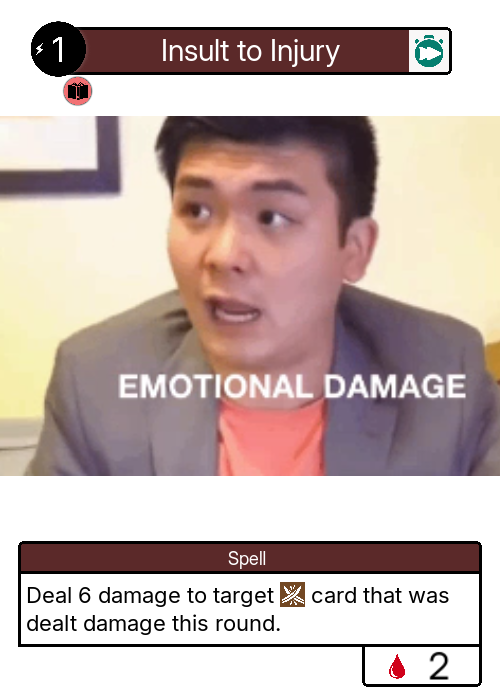 1
Insult to Injury
EMOTIONAL DAMAGE
Spell
Deal 6 damage to target card that was
dealt damage this round.
2